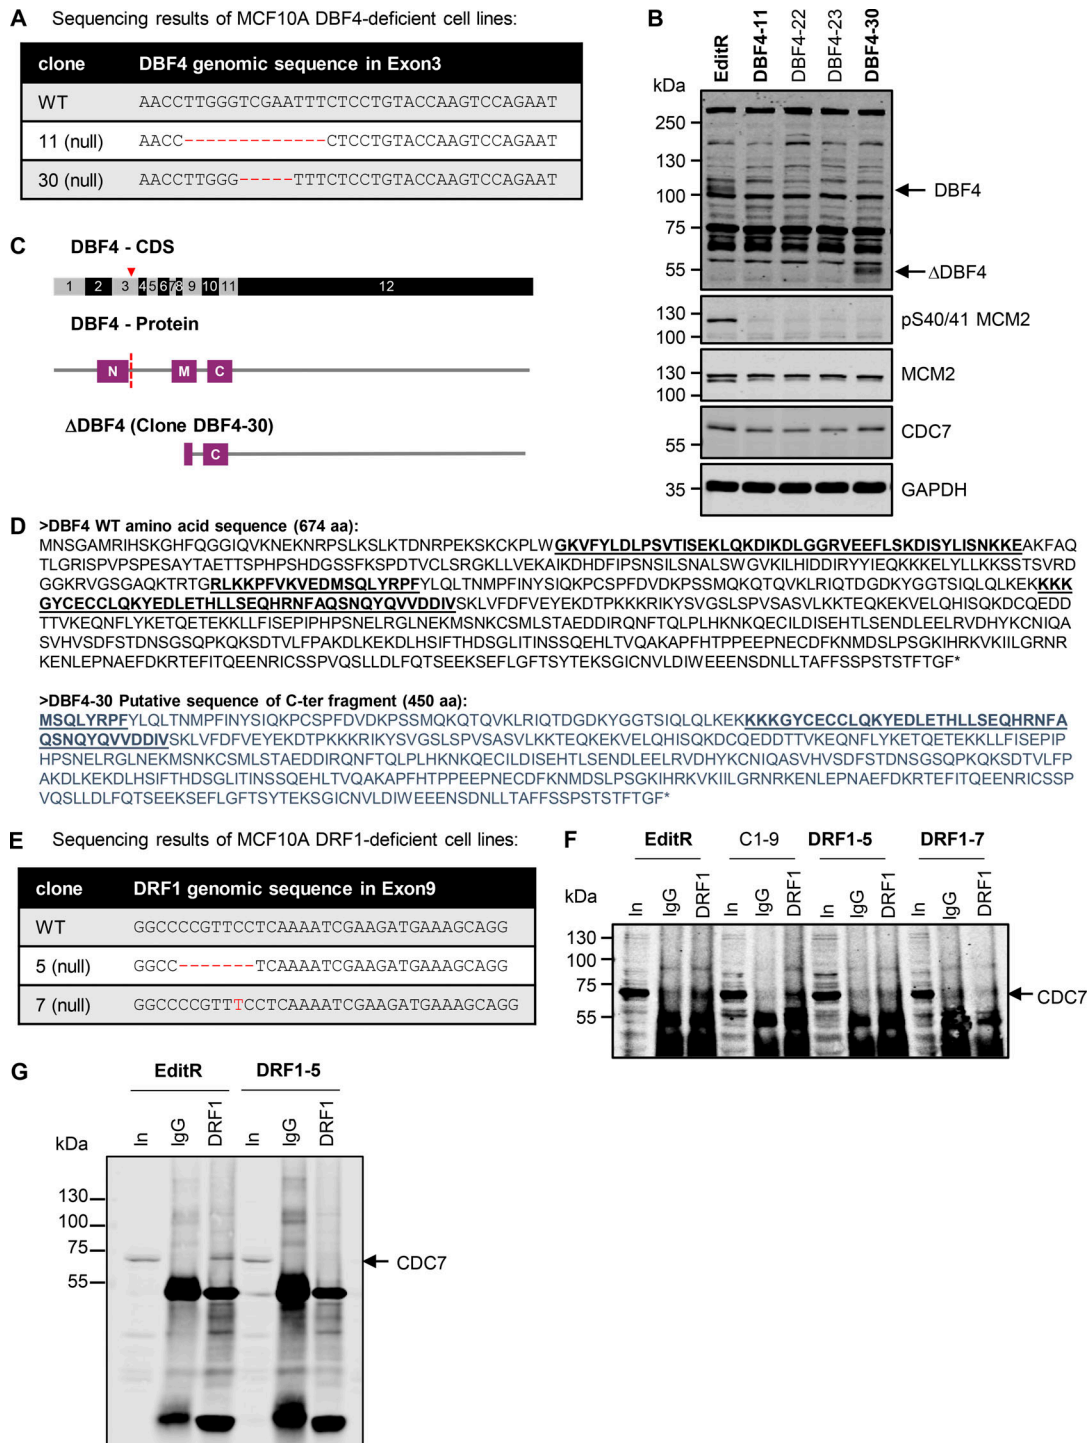 A Sequencing results of MCF10A DBF4-deficient cell lines:
clone DBF4 genomic sequence in Exon3
WT AACCTTGGGTCGAATTTCTCCTGTACCAAGTCCAGAAT
11 (null) AACC-------------CTCCTGTACCAAGTCCAGAAT
30 (null) AACCTTGGG-----TTTCTCCTGTACCAAGTCCAGAAT
B
EditR DBF4-11 DBF4-22 DBF4-23 DBF4-30
kDa
250
130
100
75
55
DBF4
ΔDBF4
130
100
pS40/41 MCM2
130
100
MCM2
55
CDC7
35
GAPDH
C
DBF4 - CDS
1 2 3 4 5 6 7 8 9 10 11 12
DBF4 - Protein
N M C
ΔDBF4 (Clone DBF4-30)
C
D >DBF4 WT amino acid sequence (674 aa):
MNSGAMRIHSKGHFQGGIQVKNEKNRPSLKSLKTDNRPEKSKCKPLWGKVFYLDLPSVTISEKLQKDIKDLGGRVEEFLSKDISYLISNKKEAKFAQ
TLGRISPVPSPESAYTAETTSPHPSHDGSSFKSPDTVCLSRGKLLVEKAIKDHDFIPSNSILSNALSWGVKILHIDDIRYYIEQKKKELYLLKKSSTSVRD
GGKRVGSGAQKTRTGRLKKPFVKVEDMSQLYRPFYLQLTNMPFINYSIQKPCSPFDVDKPSSMQKQTQVKLRIQTDGDKYGGTSIQLQLKEKKKK
GYCECCLQKYEDLETHLLSEQHRNFAQSNQYQVVDDIVSKLVFDFVEYEKDTPKKKRIKYSVGSLSPVSASVLKKTEQKEKVELQHISQKDCQEDD
TTVKEQNFLYKETQETEKKLLFISEPIPHPSNELRGLNEKMSNKCSMLSTAEDDIRQNFTQLPLHKNKQECILDISEHTLSENDLEELRVDHYKCNIQA
SVHVSDFSTDNSGSQPKQKSDTVLFPAKDLKEKDLHSIFTHDSGLITINSSQEHLTVQAKAPFHTPPEEPNECDFKNMDSLPSGKIHRKVKIILGRNR
KENLEPNAEFDKRTEFITQEENRICSSPVQSLLDLFQTSEEKSEFLGFTSYTEKSGICNVLDIWEEENSDNLLTAFFSSPSTSTFTGF*
>DBF4-30 Putative sequence of C-ter fragment (450 aa):
MSQLYRPFYLQLTNMPFINYSIQKPCSPFDVDKPSSMQKQTQVKLRIQTDGDKYGGTSIQLQLKEKKKKGYCECCLQKYEDLETHLLSEQHRNFA
QSNQYQVVDDIVSKLVFDFVEYEKDTPKKKRIKYSVGSLSPVSASVLKKTEQKEKVELQHISQKDCQEDDTTVKEQNFLYKETQETEKKLLFISEPIP
HPSNELRGLNEKMSNKCSMLSTAEDDIRQNFTQLPLHKNKQECILDISEHTLSENDLEELRVDHYKCNIQASVHVSDFSTDNSGSQPKQKSDTVLFP
AKDLKEKDLHSIFTHDSGLITINSSQEHLTVQAKAPFHTPPEEPNECDFKNMDSLPSGKIHRKVKIILGRNRKENLEPNAEFDKRTEFITQEENRICSSP
VQSLLDLFQTSEEKSEFLGFTSYTEKSGICNVLDIWEEENSDNLLTAFFSSPSTSTFTGF*
E Sequencing results of MCF10A DRF1-deficient cell lines:
clone DRF1 genomic sequence in Exon9
WT GGCCCCGTTCCTCAAAATCGAAGATGAAAGCAGG
5 (null) GGCC-------TCAAAATCGAAGATGAAAGCAGG
7 (null) GGCCCCGTTTCCTCAAAATCGAAGATGAAAGCAGG
F
EditR C1-9 DRF1-5 DRF1-7
In IgG DRF1 In IgG DRF1 In IgG DRF1 In IgG DRF1
kDa
130
100
75
55
CDC7
G
EditR DRF1-5
In IgG DRF1 In IgG DRF1
kDa
130
100
75
55
CDC7